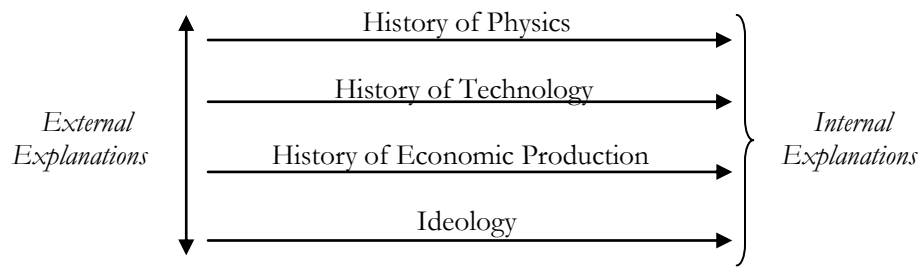 History of Physics
History of Technology
External
Explanations
Internal
Explanations
History of Economic Production
Ideology